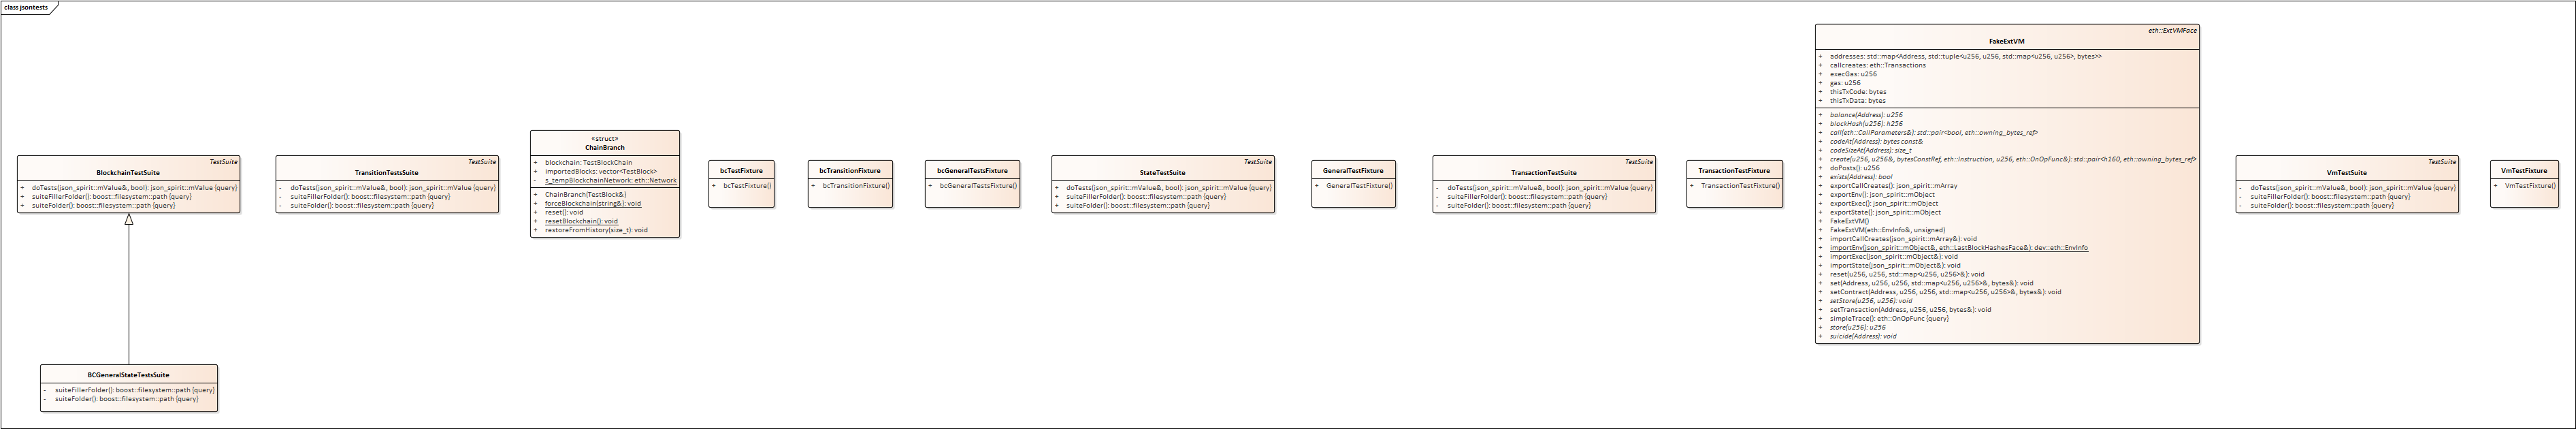 class jsontests
TestSuite
BlockchainTestSuite
+ doTests(json_spirit::mValue&, bool): json_spirit::mValue {query}
+ suiteFillerFolder(): boost::filesystem::path {query}
+ suiteFolder(): boost::filesystem::path {query}
BCGeneralStateTestsSuite
- suiteFillerFolder(): boost::filesystem::path {query}
- suiteFolder(): boost::filesystem::path {query}
TestSuite
TransitionTestsSuite
- doTests(json_spirit::mValue&, bool): json_spirit::mValue {query}
- suiteFillerFolder(): boost::filesystem::path {query}
- suiteFolder(): boost::filesystem::path {query}
«struct»
ChainBranch
+ blockchain: TestBlockChain
+ importedBlocks: vector<TestBlock>
- s_tempBlockchainNetwork: eth::Network
+ ChainBranch(TestBlock&)
+ forceBlockchain(string&): void
+ reset(): void
+ resetBlockchain(): void
+ restoreFromHistory(size_t): void
bcTestFixture
+ bcTestFixture()
bcTransitionFixture
+ bcTransitionFixture()
bcGeneralTestsFixture
+ bcGeneralTestsFixture()
TestSuite
StateTestSuite
+ doTests(json_spirit::mValue&, bool): json_spirit::mValue {query}
+ suiteFillerFolder(): boost::filesystem::path {query}
+ suiteFolder(): boost::filesystem::path {query}
GeneralTestFixture
+ GeneralTestFixture()
TestSuite
TransactionTestSuite
- doTests(json_spirit::mValue&, bool): json_spirit::mValue {query}
- suiteFillerFolder(): boost::filesystem::path {query}
- suiteFolder(): boost::filesystem::path {query}
TransactionTestFixture
+ TransactionTestFixture()
eth::ExtVMFace
FakeExtVM
+ addresses: std::map<Address, std::tuple<u256, u256, std::map<u256, u256>, bytes>>
+ callcreates: eth::Transactions
+ execGas: u256
+ gas: u256
+ thisTxCode: bytes
+ thisTxData: bytes
+ balance(Address): u256
+ blockHash(u256): h256
+ call(eth::CallParameters&): std::pair<bool, eth::owning_bytes_ref>
+ codeAt(Address): bytes const&
+ codeSizeAt(Address): size_t
+ create(u256, u256&, bytesConstRef, eth::Instruction, u256, eth::OnOpFunc&): std::pair<h160, eth::owning_bytes_ref>
+ doPosts(): u256
+ exists(Address): bool
+ exportCallCreates(): json_spirit::mArray
+ exportEnv(): json_spirit::mObject
+ exportExec(): json_spirit::mObject
+ exportState(): json_spirit::mObject
+ FakeExtVM()
+ FakeExtVM(eth::EnvInfo&, unsigned)
+ importCallCreates(json_spirit::mArray&): void
+ importEnv(json_spirit::mObject&, eth::LastBlockHashesFace&): dev::eth::EnvInfo
+ importExec(json_spirit::mObject&): void
+ importState(json_spirit::mObject&): void
+ reset(u256, u256, std::map<u256, u256>&): void
+ set(Address, u256, u256, std::map<u256, u256>&, bytes&): void
+ setContract(Address, u256, u256, std::map<u256, u256>&, bytes&): void
+ setStore(u256, u256): void
+ setTransaction(Address, u256, u256, bytes&): void
+ simpleTrace(): eth::OnOpFunc {query}
+ store(u256): u256
+ suicide(Address): void
TestSuite
VmTestSuite
- doTests(json_spirit::mValue&, bool): json_spirit::mValue {query}
- suiteFillerFolder(): boost::filesystem::path {query}
- suiteFolder(): boost::filesystem::path {query}
VmTestFixture
+ VmTestFixture()